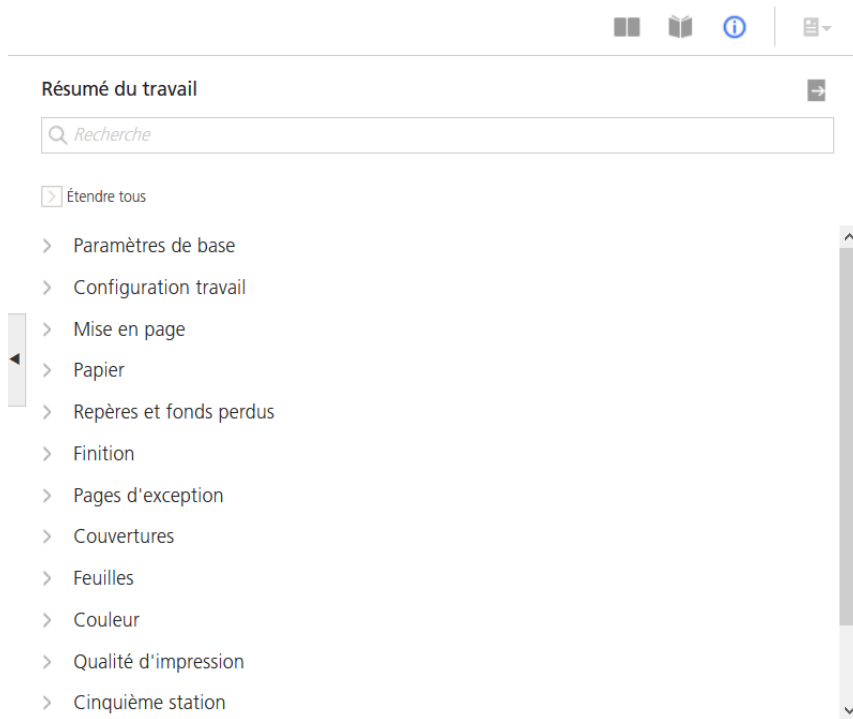 Résumé du travail
Recherche
Étendre tous
Paramètres de base
Configuration travail
Mise en page
Papier
Repères et fonds perdus
Finition
Pages d'exception
Couvertures
Feuilles
Couleur
Qualité d'impression
Cinquième station